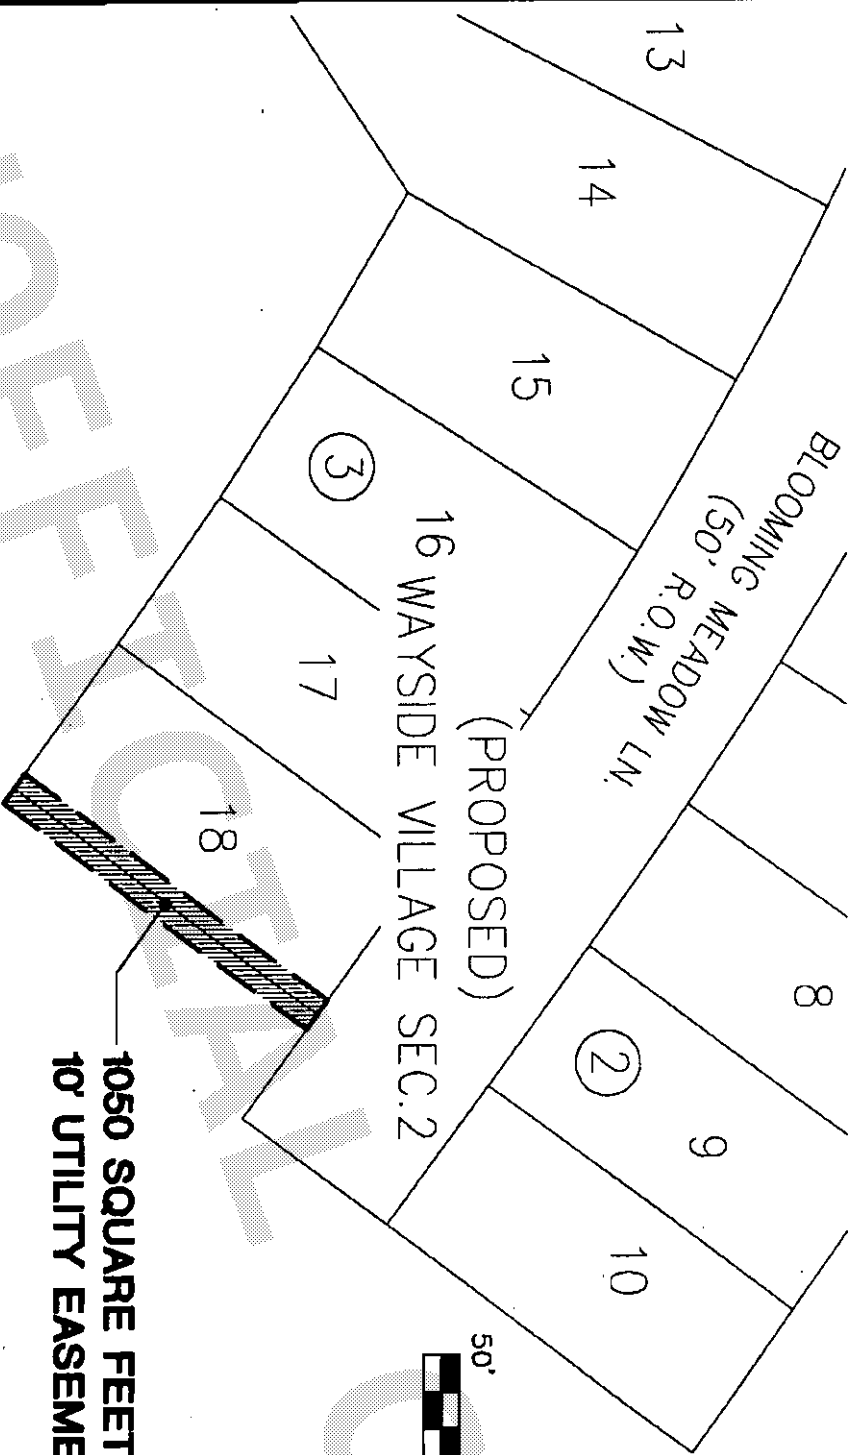 13
14
15
BLOOMING MEADOW LN.
(50' R.O.W.)
③
16 WAYSIDE VILLAGE SEC.2
(PROPOSED)
17
18
8
②
9
10
50'
1050 SQUARE FEET
10' UTILITY EASEME
OFFICIAL